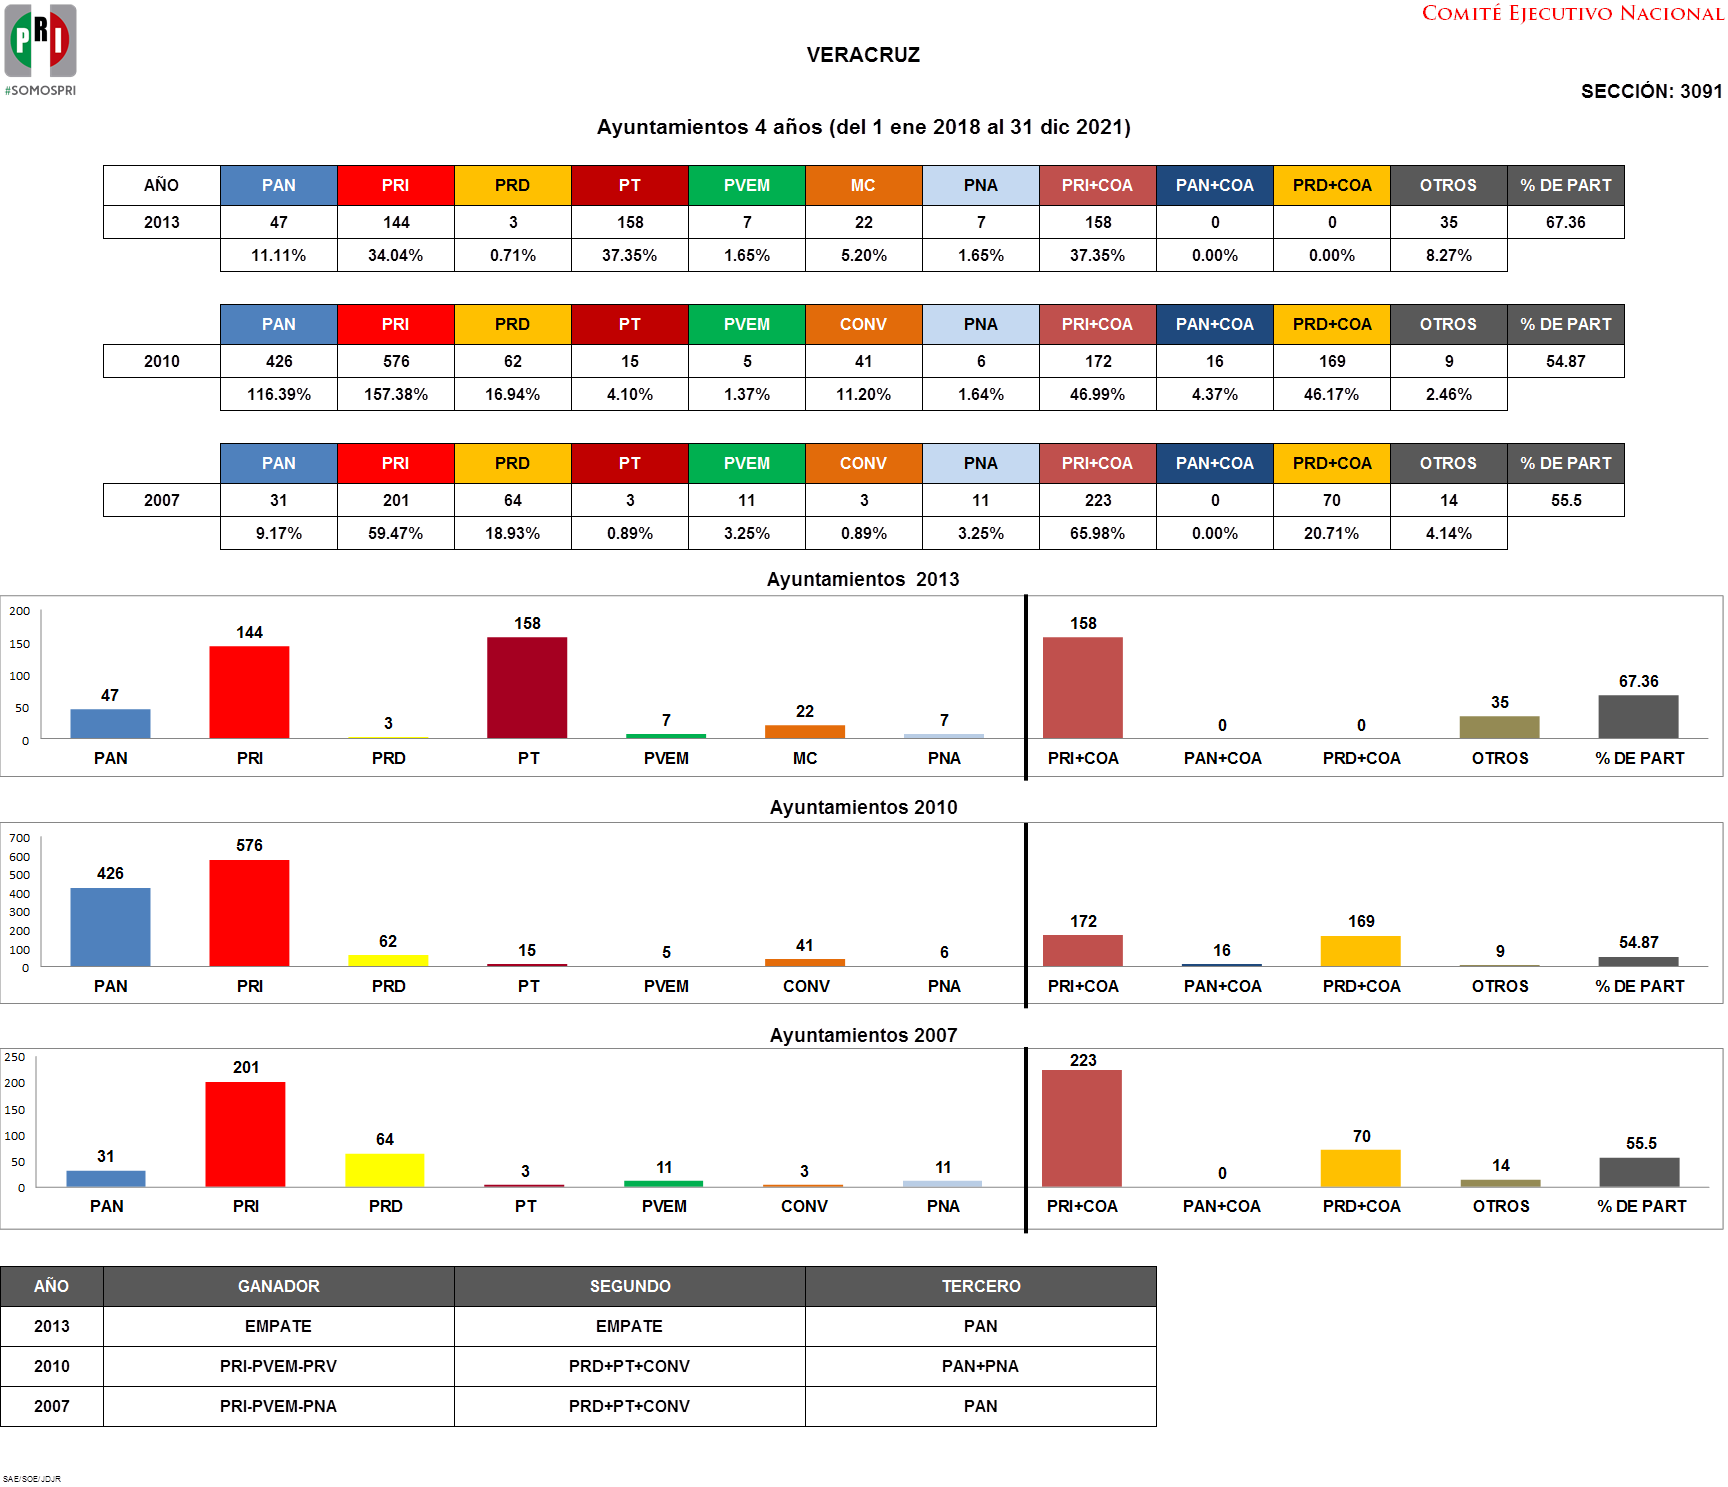 PRI
#SOMOSPRI
COMITÉ EJECUTIVO NACIONAL
VERACRUZ
SECCIÓN: 3091
Ayuntamientos 4 años (del 1 ene 2018 al 31 dic 2021)
AÑO PAN PRI PRD PT PVEM MC PNA PRI+COA PAN+COA PRD+COA OTROS % DE PART
2013 47 144 3 158 7 22 7 158 0 0 35 67.36
11.11% 34.04% 0.71% 37.35% 1.65% 5.20% 1.65% 37.35% 0.00% 0.00% 8.27%
PAN PRI PRD PT PVEM CONV PNA PRI+COA PAN+COA PRD+COA OTROS % DE PART
2010 426 576 62 15 5 41 6 172 16 169 9 54.87
116.39% 157.38% 16.94% 4.10% 1.37% 11.20% 1.64% 46.99% 4.37% 46.17% 2.46%
PAN PRI PRD PT PVEM CONV PNA PRI+COA PAN+COA PRD+COA OTROS % DE PART
2007 31 201 64 3 11 3 11 223 0 70 14 55.5
9.17% 59.47% 18.93% 0.89% 3.25% 0.89% 3.25% 65.98% 0.00% 20.71% 4.14%
Ayuntamientos 2013
200
150
100
50
0
47 144 3 158 7 22 7 158 0 0 35 67.36
PAN PRI PRD PT PVEM MC PNA PRI+COA PAN+COA PRD+COA OTROS % DE PART
Ayuntamientos 2010
700
600
500
400
300
200
100
0
426 576 62 15 5 41 6 172 16 169 9 54.87
PAN PRI PRD PT PVEM CONV PNA PRI+COA PAN+COA PRD+COA OTROS % DE PART
Ayuntamientos 2007
250
200
150
100
50
0
31 201 64 3 11 3 11 223 0 70 14 55.5
PAN PRI PRD PT PVEM CONV PNA PRI+COA PAN+COA PRD+COA OTROS % DE PART
AÑO GANADOR SEGUNDO TERCERO
2013 EMPATE EMPATE PAN
2010 PRI-PVEM-PRV PRD+PT+CONV PAN+PNA
2007 PRI-PVEM-PNA PRD+PT+CONV PAN
SAE/SOE/JDJR